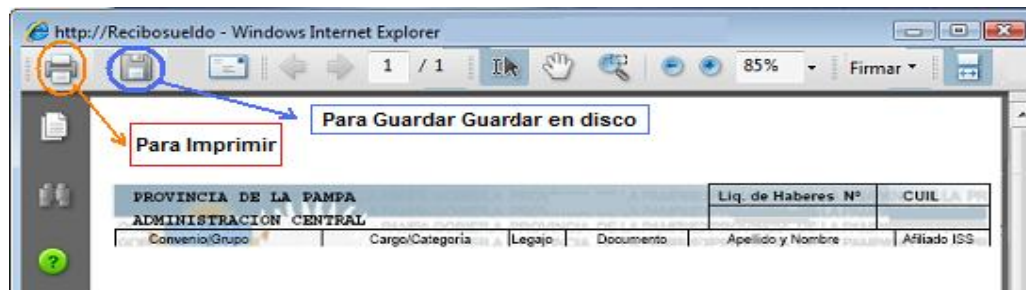 http://Recibosueldo - Windows Internet Explorer
1 / 1 85% Firmar
Para Guardar Guardar en disco
Para Imprimir
PROVINCIA DE LA PAMPA Liq. de Haberes Nº CUIL
ADMINISTRACION CENTRAL
Convenio/Grupo Cargo/Categoría Legajo Documento Apellido y Nombre Afiliado ISS